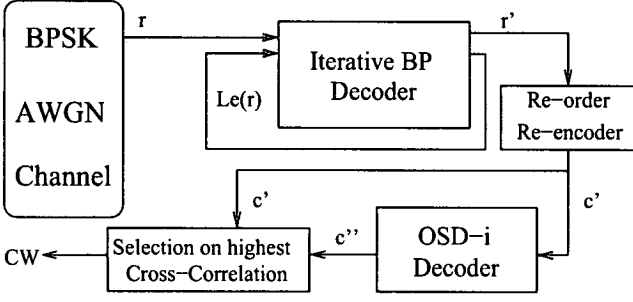 BPSK
AWGN
Channel
r
Iterative BP
Decoder
Le(r)
r'
Re-order
Re-encoder
c'
c'
OSD-i
Decoder
c''
Selection on highest
Cross-Correlation
CW